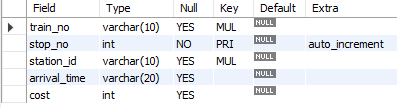 Field Type Null Key Default Extra
train_no varchar(10) YES MUL NULL
stop_no int NO PRI NULL auto_increment
station_id varchar(10) YES MUL NULL
arrival_time varchar(20) YES NULL
cost int YES NULL